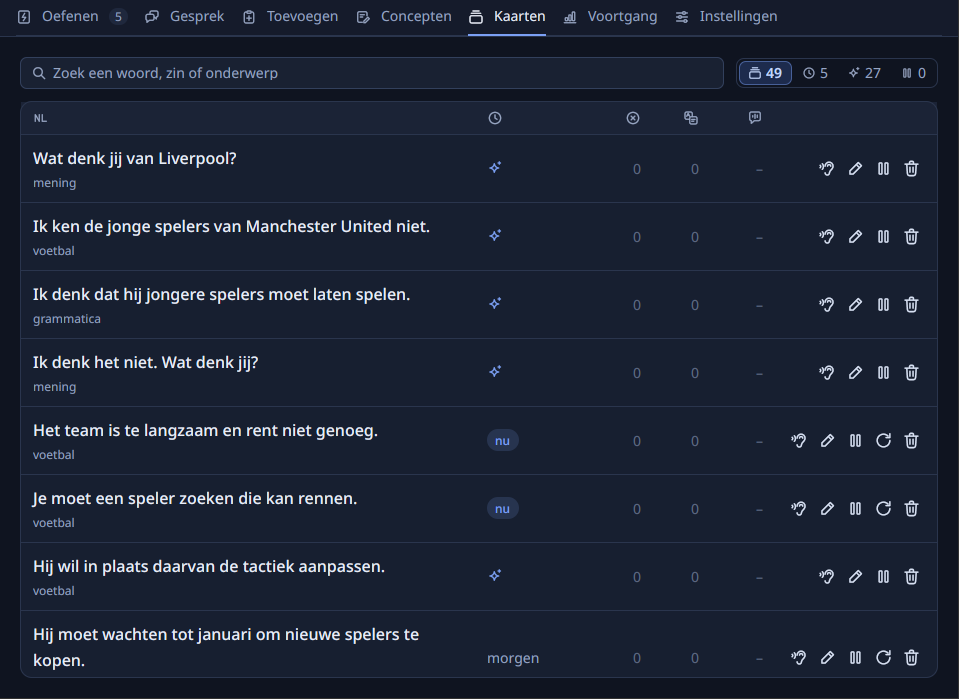 Oefenen 5 Gesprek Toevoegen Concepten Kaarten Voortgang Instellingen
Zoek een woord, zin of onderwerp 49 5 27 0
NL
Wat denk jij van Liverpool?
mening
0 0 –
Ik ken de jonge spelers van Manchester United niet.
voetbal
0 0 –
Ik denk dat hij jongere spelers moet laten spelen.
grammatica
0 0 –
Ik denk het niet. Wat denk jij?
mening
0 0 –
Het team is te langzaam en rent niet genoeg.
voetbal
nu 0 0 –
Je moet een speler zoeken die kan rennen.
voetbal
nu 0 0 –
Hij wil in plaats daarvan de tactiek aanpassen.
voetbal
0 0 –
Hij moet wachten tot januari om nieuwe spelers te
kopen.
morgen 0 0 –